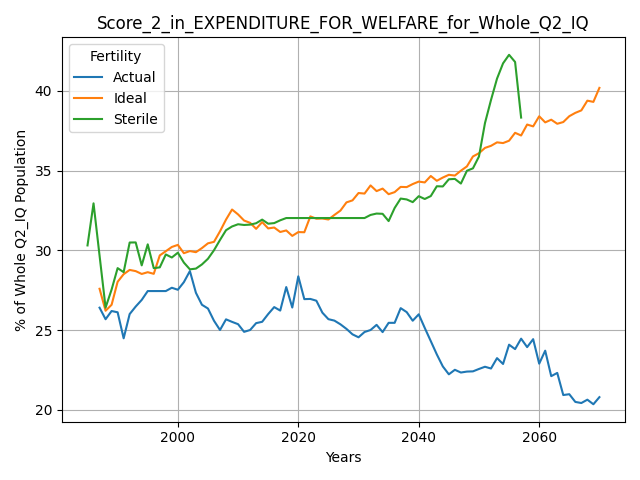 Score_2_in_EXPENDITURE_FOR_WELFARE_for_Whole_Q2_IQ
Fertility
Actual
Ideal
Sterile
% of Whole Q2_IQ Population
40
35
30
25
20
2000
2020
2040
2060
Years